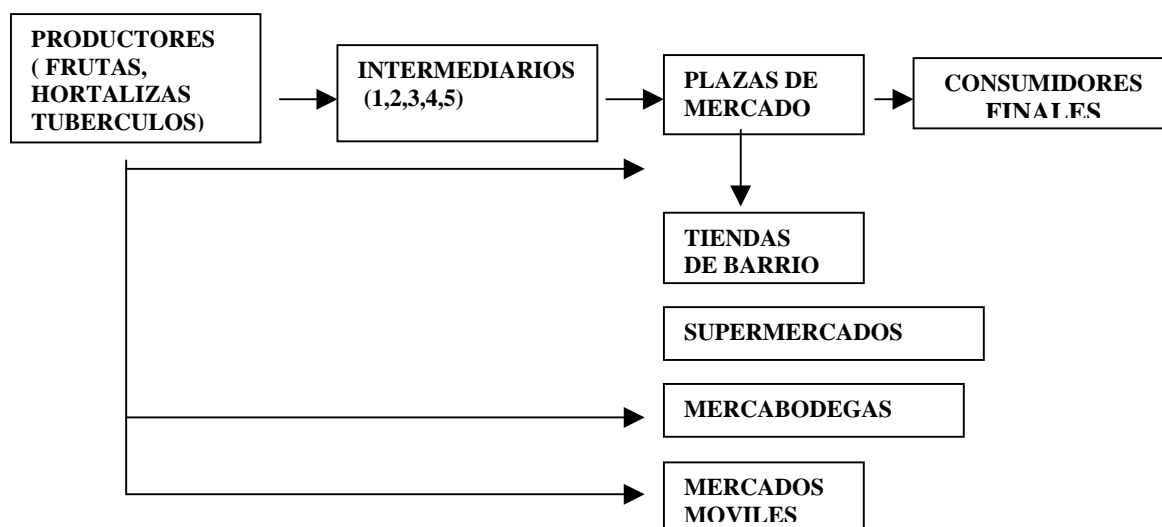 PRODUCTORES
( FRUTAS,
HORTALIZAS
TUBERCULOS)
INTERMEDIARIOS
(1,2,3,4,5)
PLAZAS DE
MERCADO
CONSUMIDORES
FINALES
TIENDAS
DE BARRIO
SUPERMERCADOS
MERCABODEGAS
MERCADOS
MOVILES